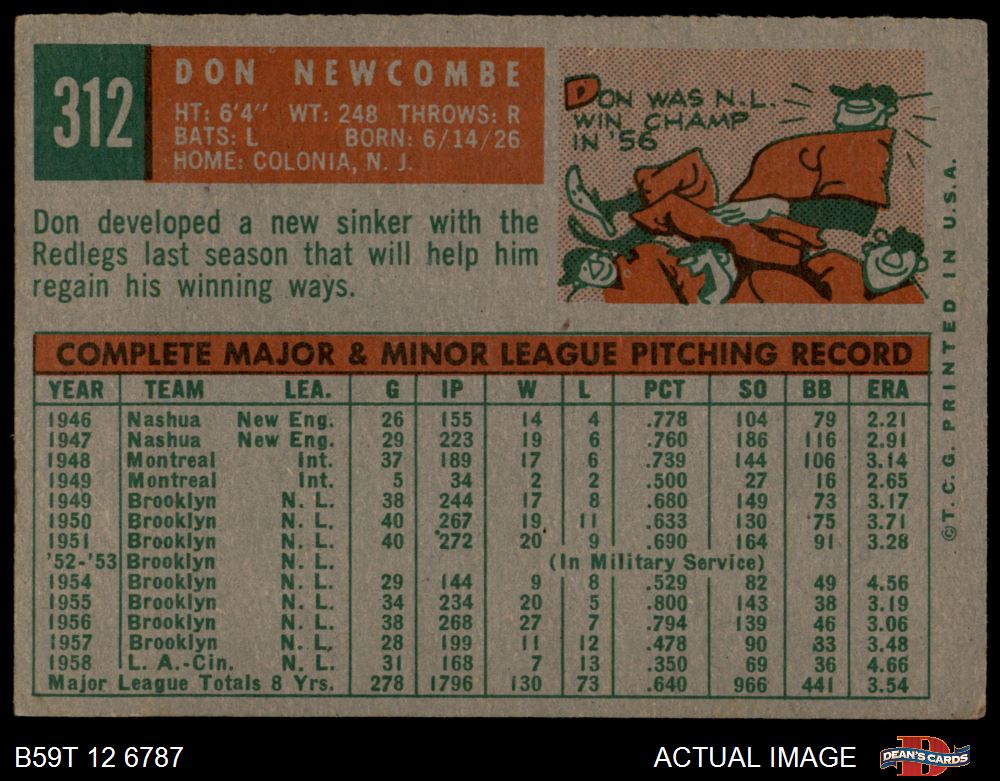 312
DON NEWCOMBE
HT: 6'4" WT: 248 THROWS: R
BATS: L BORN: 6/14/26
HOME: COLONIA, N. J.
DON WAS N.L.
WIN CHAMP
IN '56
Don developed a new sinker with the
Redlegs last season that will help him
regain his winning ways.
COMPLETE MAJOR & MINOR LEAGUE PITCHING RECORD
YEAR TEAM LEA. G IP W L PCT SO BB ERA
1946 Nashua New Eng. 26 155 14 4 .778 104 79 2.21
1947 Nashua New Eng. 29 223 19 6 .760 186 116 2.91
1948 Montreal Int. 37 189 17 6 .739 144 106 3.14
1949 Montreal Int. 5 34 2 2 .500 27 16 2.65
1949 Brooklyn N. L. 38 244 17 8 .680 149 73 3.17
1950 Brooklyn N. L. 40 267 19 11 .633 130 75 3.71
1951 Brooklyn N. L. 40 272 20 9 .690 164 91 3.28
'52-'53 Brooklyn N. L. (In Military Service)
1954 Brooklyn N. L. 29 144 9 8 .529 82 49 4.56
1955 Brooklyn N. L. 34 234 20 5 .800 143 38 3.19
1956 Brooklyn N. L. 38 268 27 7 .794 139 46 3.06
1957 Brooklyn N. L. 28 199 11 12 .478 90 33 3.48
1958 L. A.-Cin. N. L. 31 168 7 13 .350 69 36 4.66
Major League Totals 8 Yrs. 278 1796 130 73 .640 966 441 3.54
©T. C. G. PRINTED IN U.S.A.
B59T 12 6787
ACTUAL IMAGE
D
DEAN'S CARDS